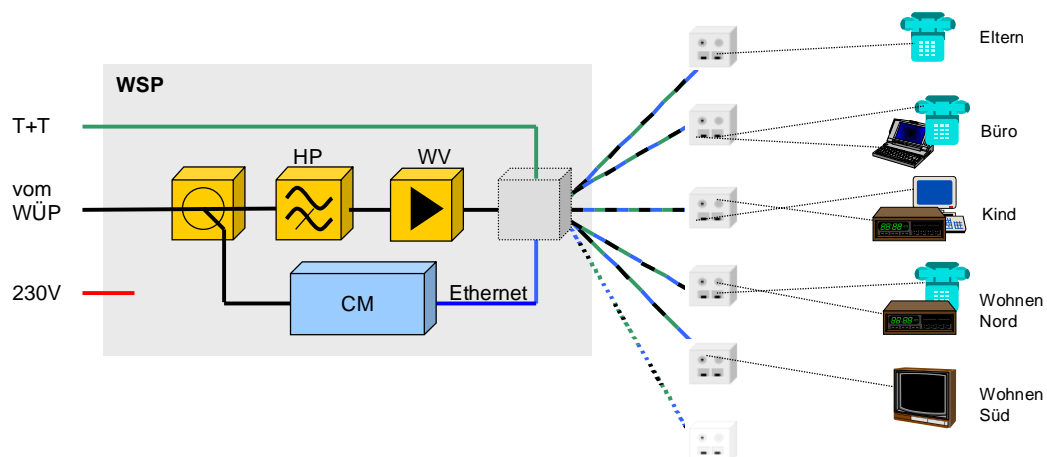 WSP
T+T
HP
WV
vom
WÜP
230V
CM
Ethernet
Eltern
Büro
Kind
Wohnen
Nord
Wohnen
Süd